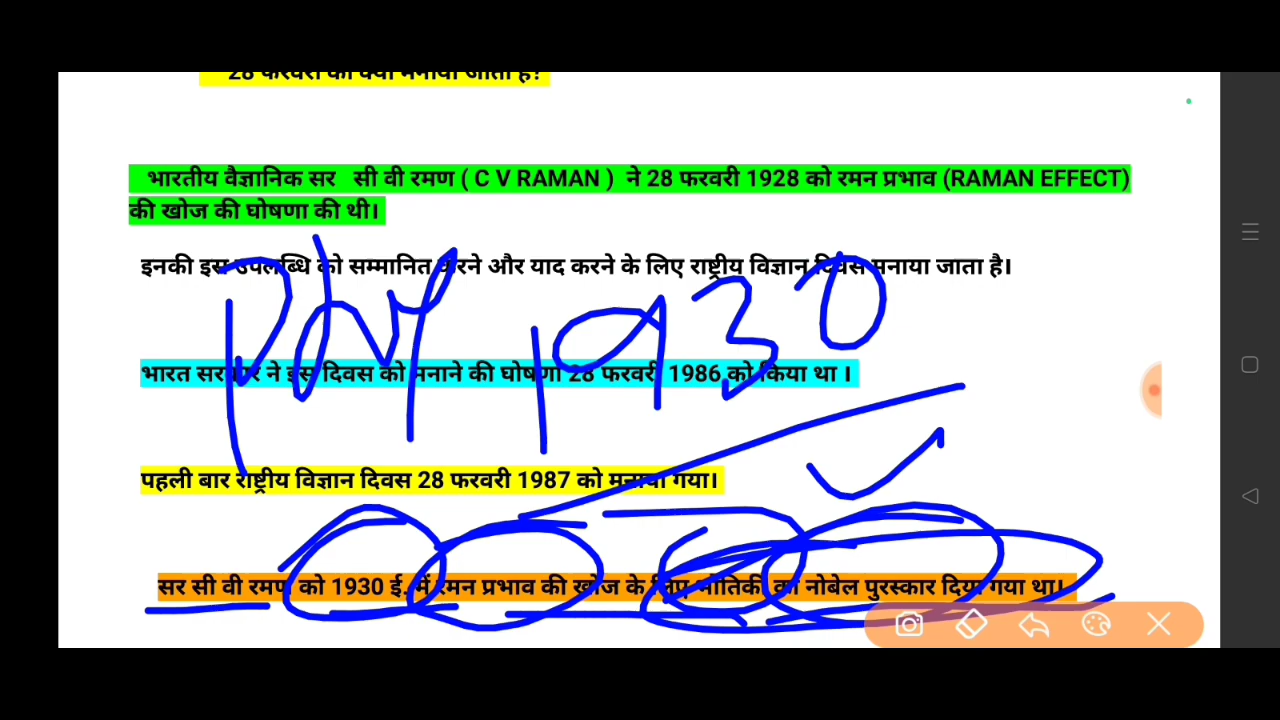 28 फरवरी को क्यों मनाया जाता है?
भारतीय वैज्ञानिक सर सी वी रमण ( C V RAMAN ) ने 28 फरवरी 1928 को रमन प्रभाव (RAMAN EFFECT)
की खोज की घोषणा की थी।
इनकी इस उपलब्धि को सम्मानित करने और याद करने के लिए राष्ट्रीय विज्ञान दिवस मनाया जाता है।
Phy 1930
भारत सरकार ने इस दिवस को मनाने की घोषणा 28 फरवरी 1986 को किया था ।
पहली बार राष्ट्रीय विज्ञान दिवस 28 फरवरी 1987 को मनाया गया।
सर सी वी रमण को 1930 ई. में रमन प्रभाव की खोज के लिए भौतिकी का नोबेल पुरस्कार दिया गया था।